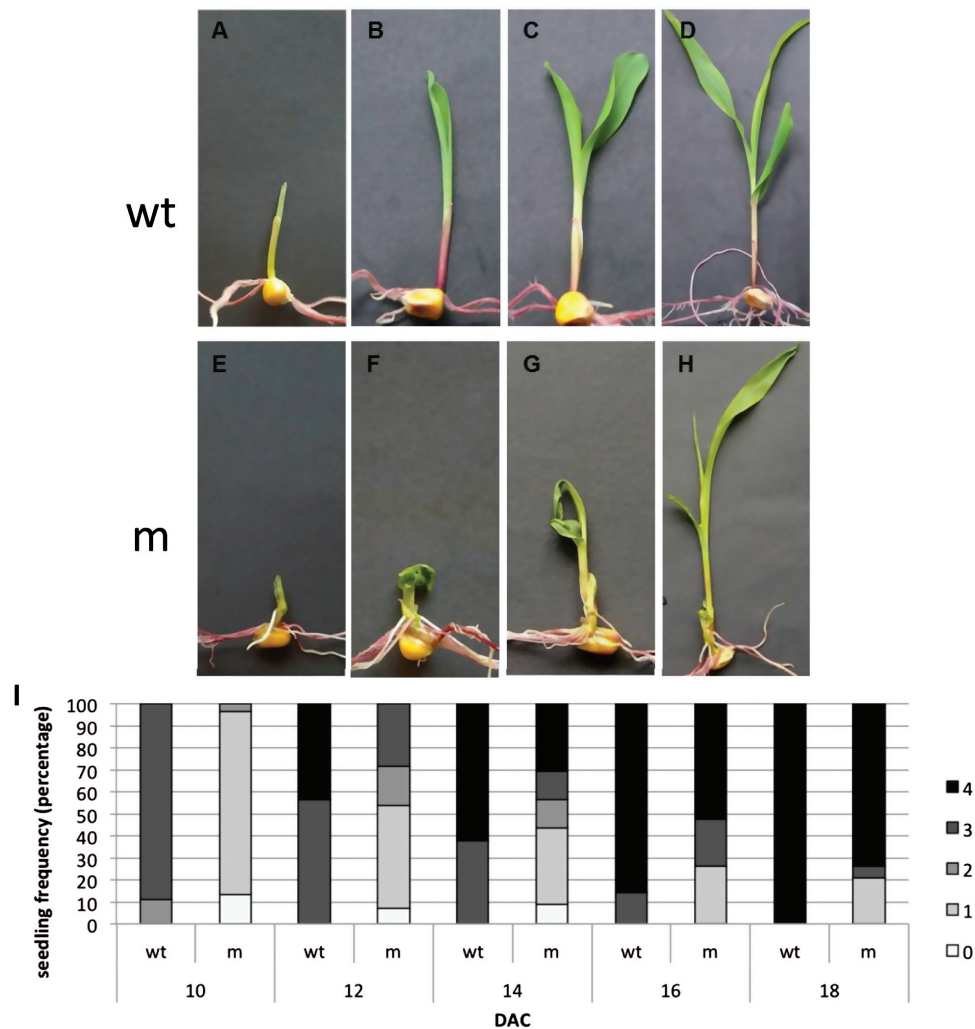 A B C D
wt
E F G H
m
I
seedling frequency (percentage)
100
90
80
70
60
50
40
30
20
10
0
4
3
2
1
0
wt m wt m wt m wt m wt m
10 12 14 16 18
DAC